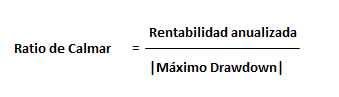 Rentabilidad anualizada
Ratio de Calmar =
|Máximo Drawdown|